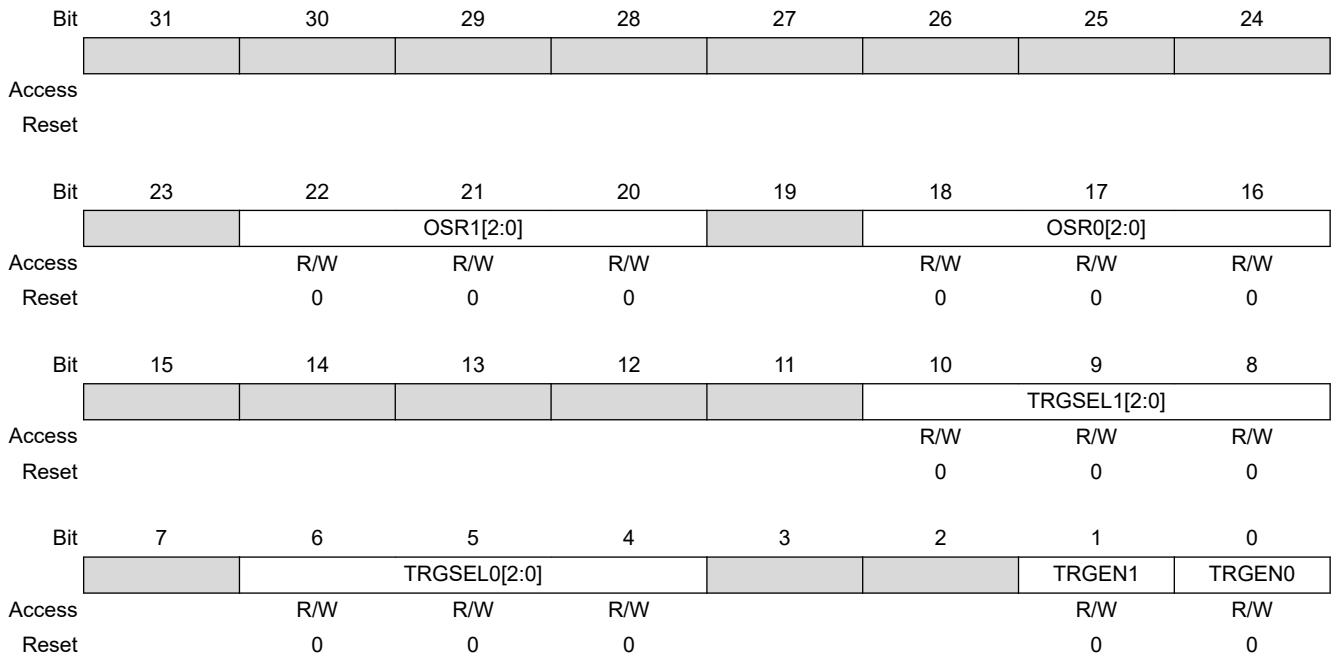 Bit 31 30 29 28 27 26 25 24
Access
Reset
Bit 23 22 21 20 19 18 17 16
OSR1[2:0] OSR0[2:0]
Access R/W R/W R/W R/W R/W R/W
Reset 0 0 0 0 0 0
Bit 15 14 13 12 11 10 9 8
TRGSEL1[2:0]
Access R/W R/W R/W
Reset 0 0 0
Bit 7 6 5 4 3 2 1 0
TRGSEL0[2:0] TRGEN1 TRGEN0
Access R/W R/W R/W R/W R/W
Reset 0 0 0 0 0